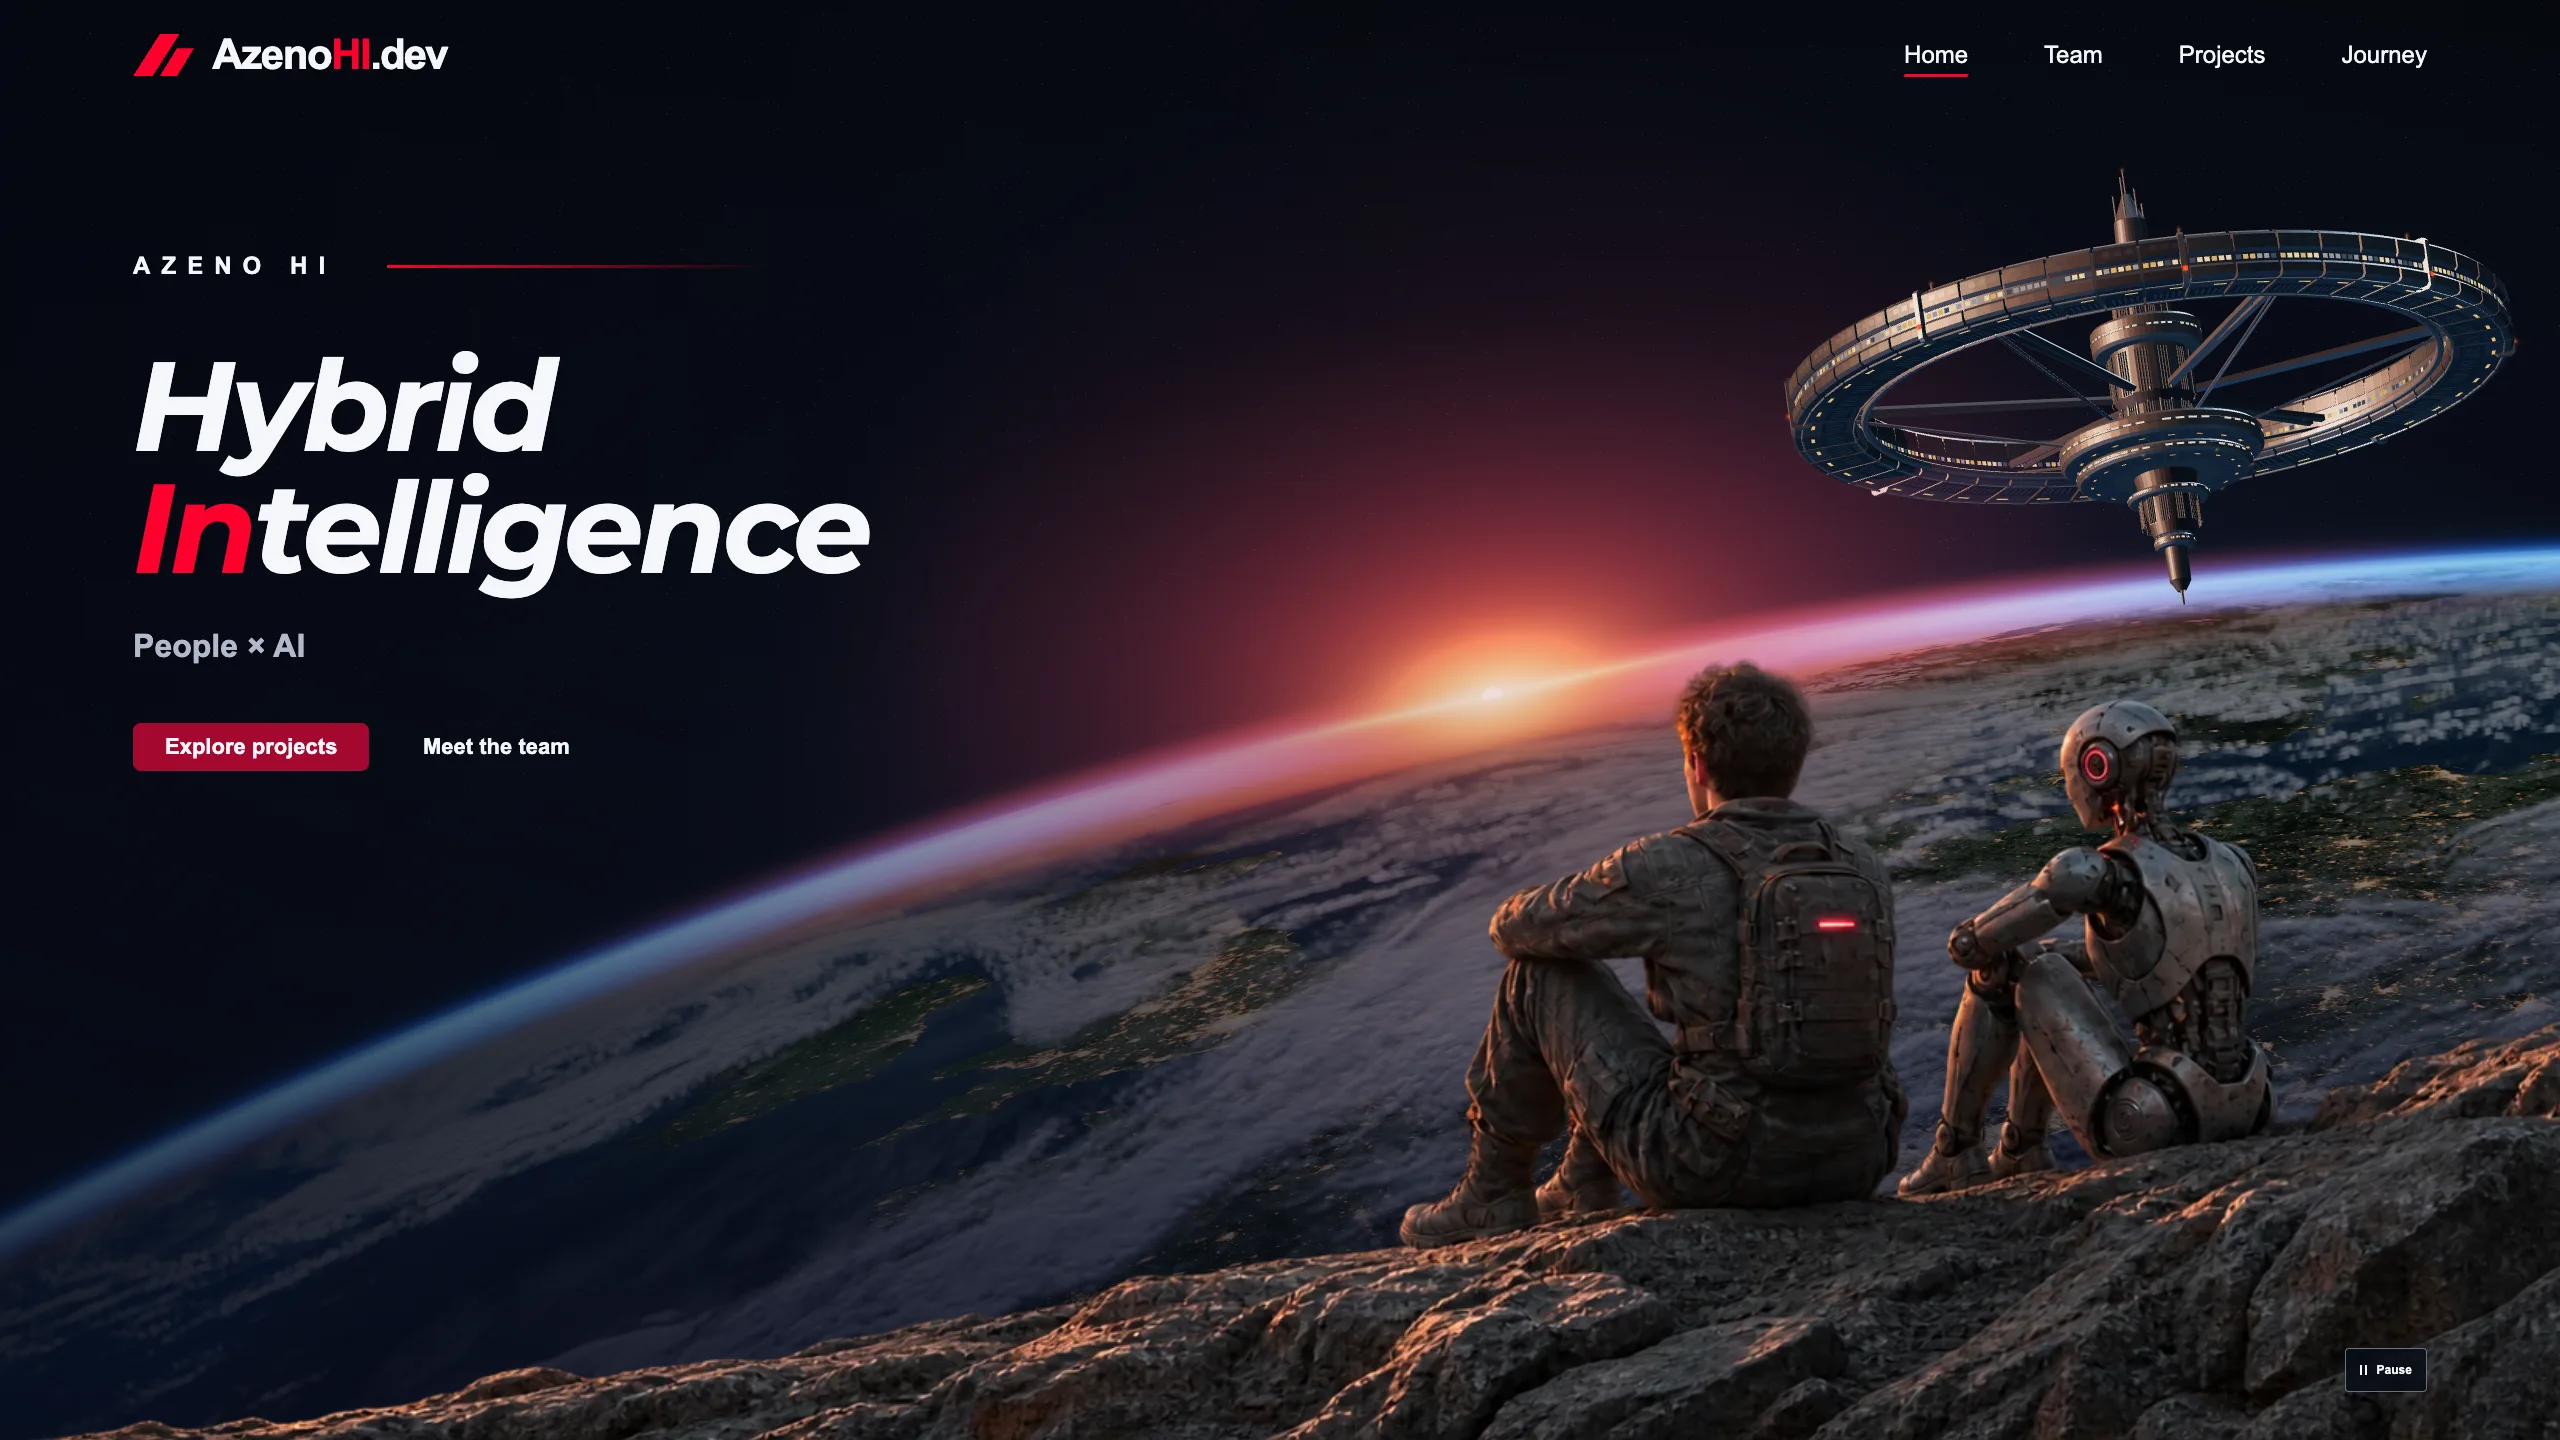 AzenoHI.dev
Home
Team
Projects
Journey
AZENO HI
Hybrid
Intelligence
People × AI
Explore projects
Meet the team
Pause